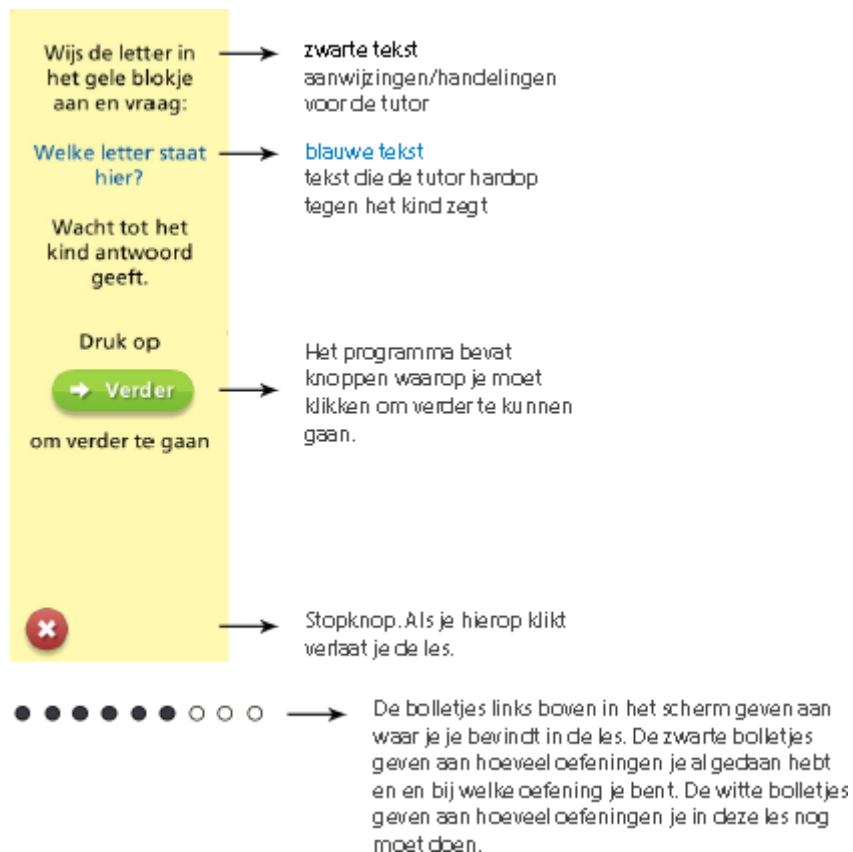 Wijs de letter in
het gele blokje
aan en vraag:
zwarte tekst
aanwijzingen/handelingen
voor de tutor
Welke letter staat
hier?
blauwe tekst
tekst die de tutor hardop
tegen het kind zegt
Wacht tot het
kind antwoord
geeft.
Druk op
Verder
om verder te gaan
Het programma bevat
knoppen waarop je moet
klikken om verder te kunnen
gaan.
Stopknop. Als je hierop klikt
verlaat je de les.
De bolletjes links boven in het scherm geven aan
waar je je bevindt in de les. De zwarte bolletjes
geven aan hoeveel oefeningen je al gedaan hebt
en en bij welke oefening je bent. De witte bolletjes
geven aan hoeveel oefeningen je in deze les nog
moet doen.